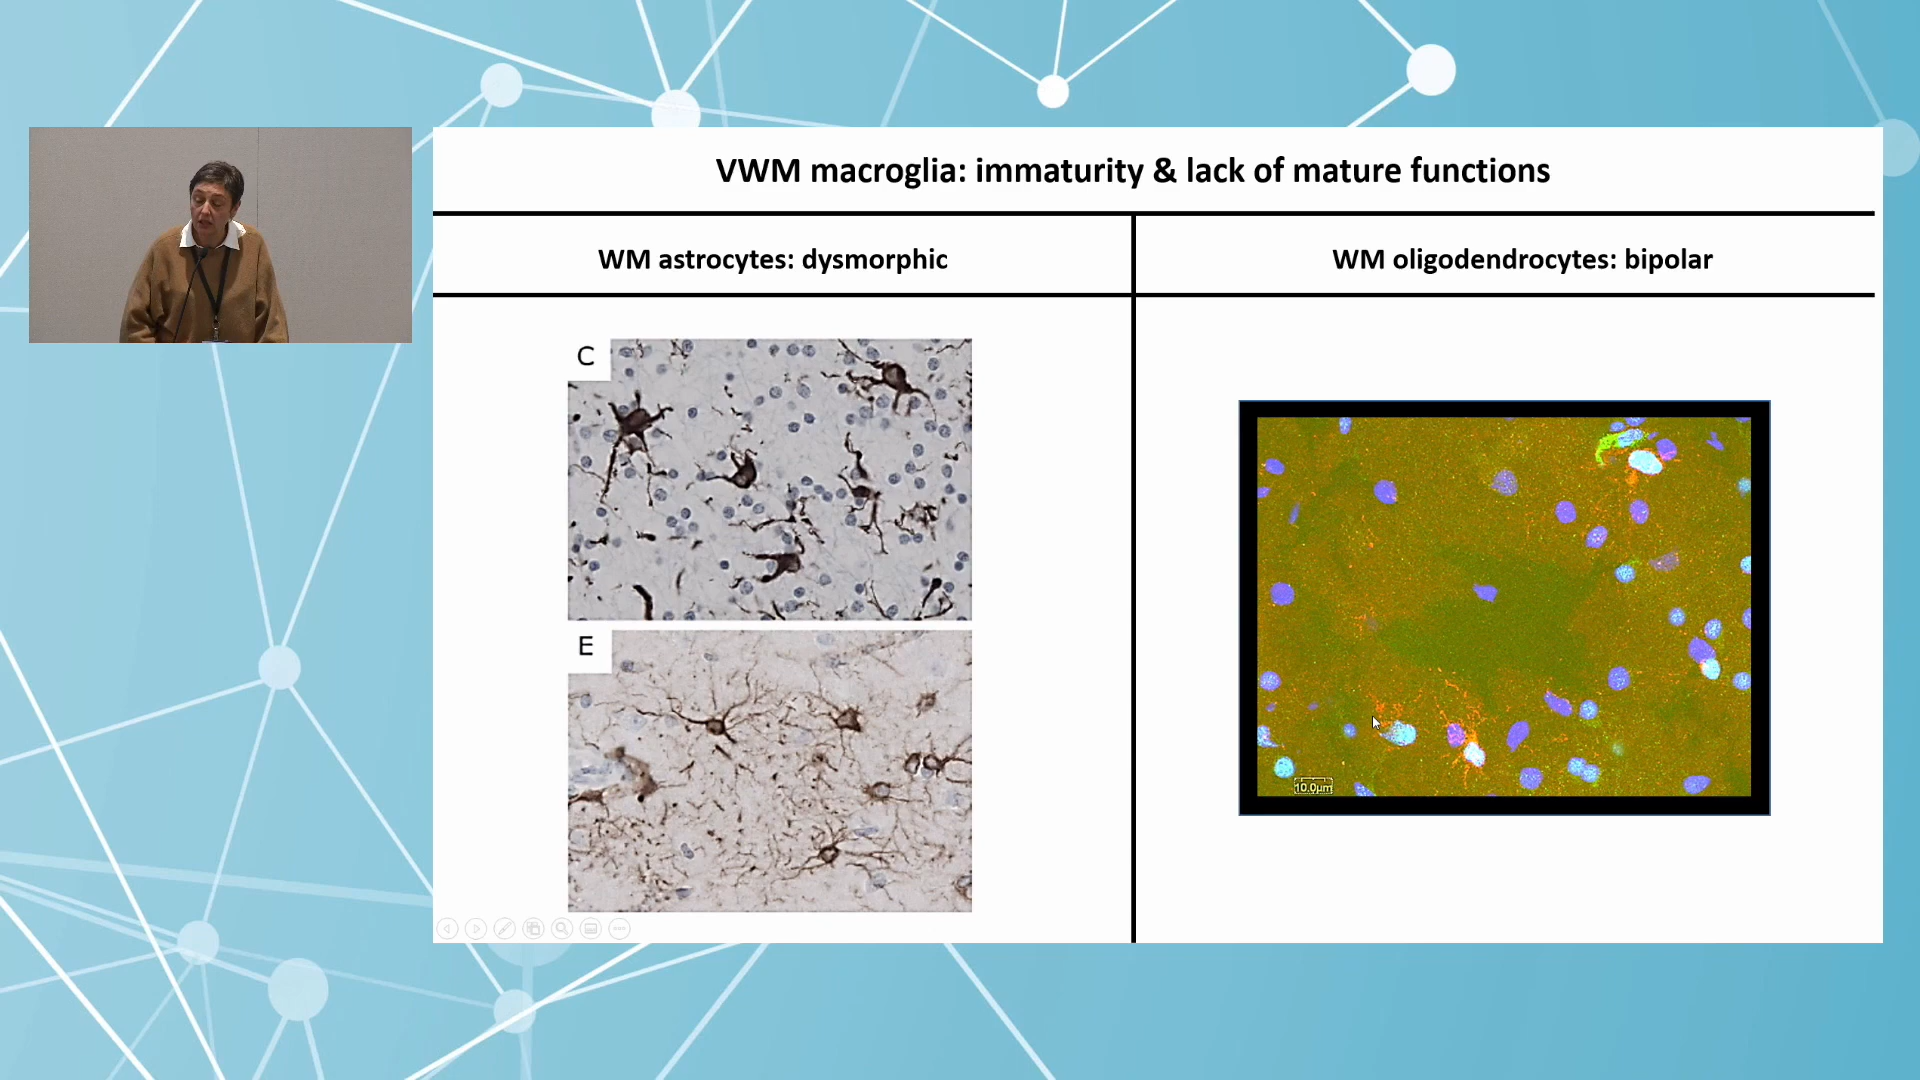 VWM macroglia: immaturity & lack of mature functions
WM astrocytes: dysmorphic
WM oligodendrocytes: bipolar
C
E
10.0µm